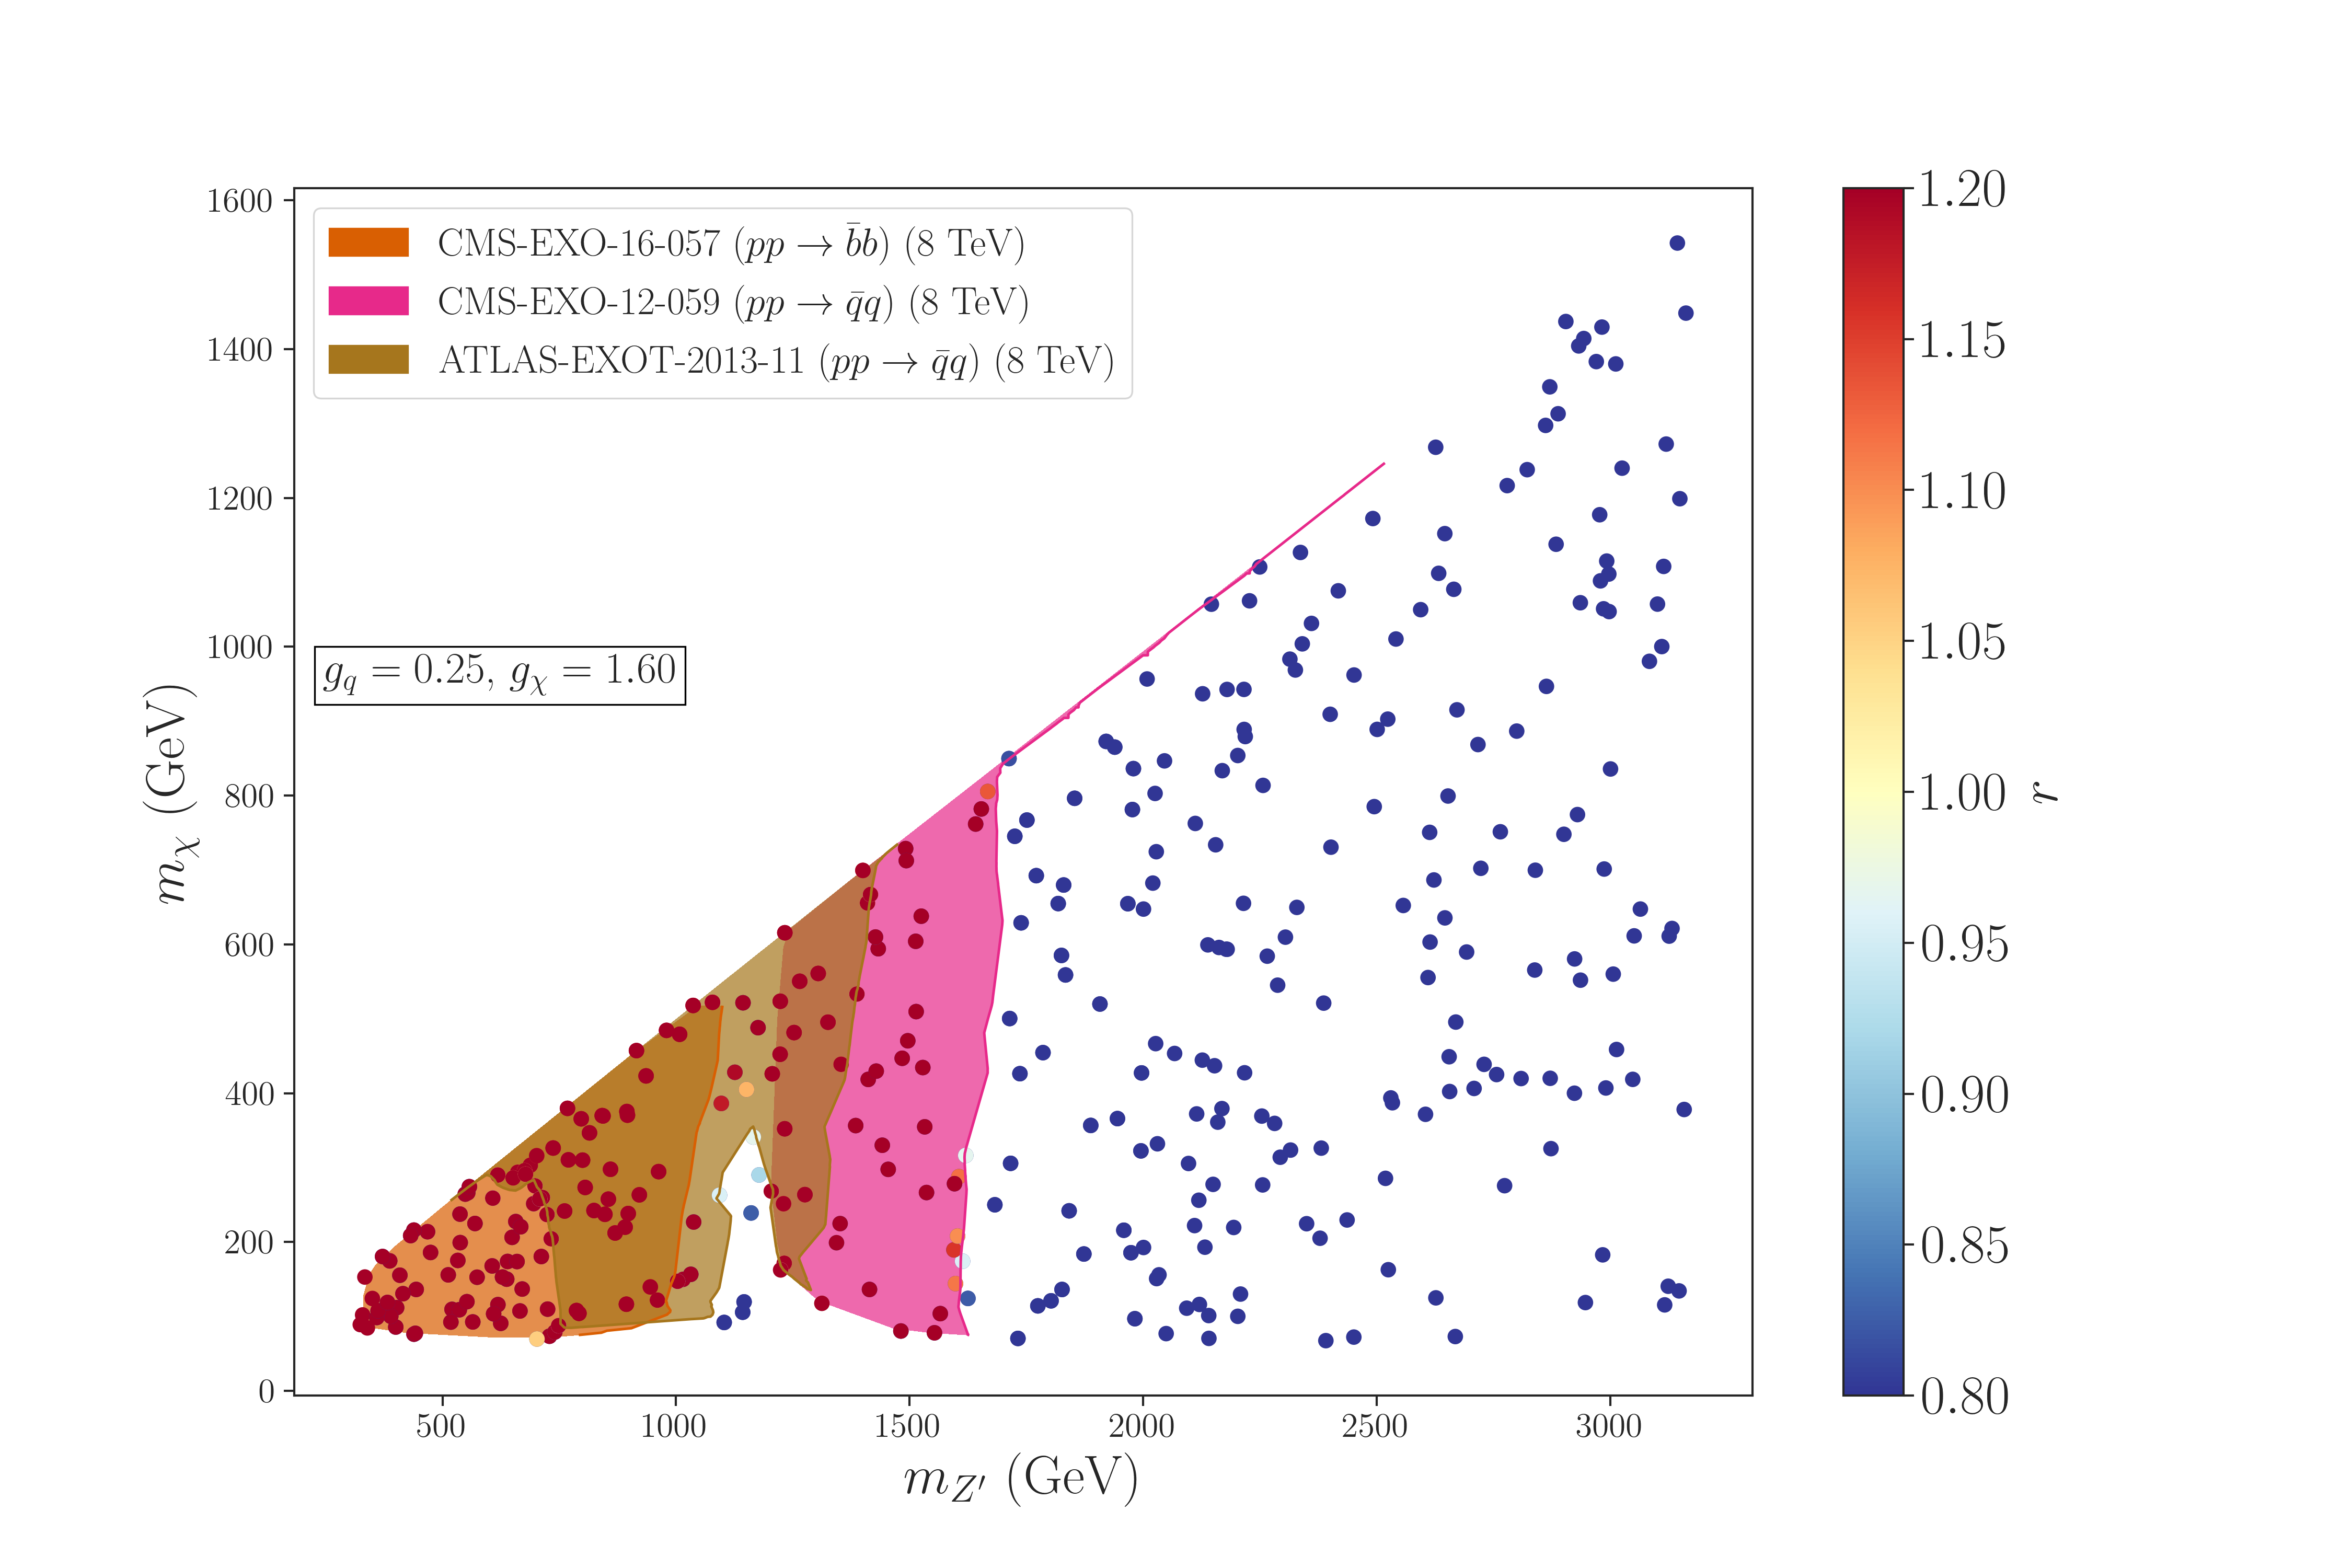 CMS-EXO-16-057 (pp → b̄b) (8 TeV)
CMS-EXO-12-059 (pp → q̄q) (8 TeV)
ATLAS-EXOT-2013-11 (pp → q̄q) (8 TeV)
g_q = 0.25, g_χ = 1.60
1600
1400
1200
1000
800
600
400
200
0
m_χ (GeV)
500 1000 1500 2000 2500 3000
m_Z′ (GeV)
1.20
1.15
1.10
1.05
1.00
0.95
0.90
0.85
0.80
r